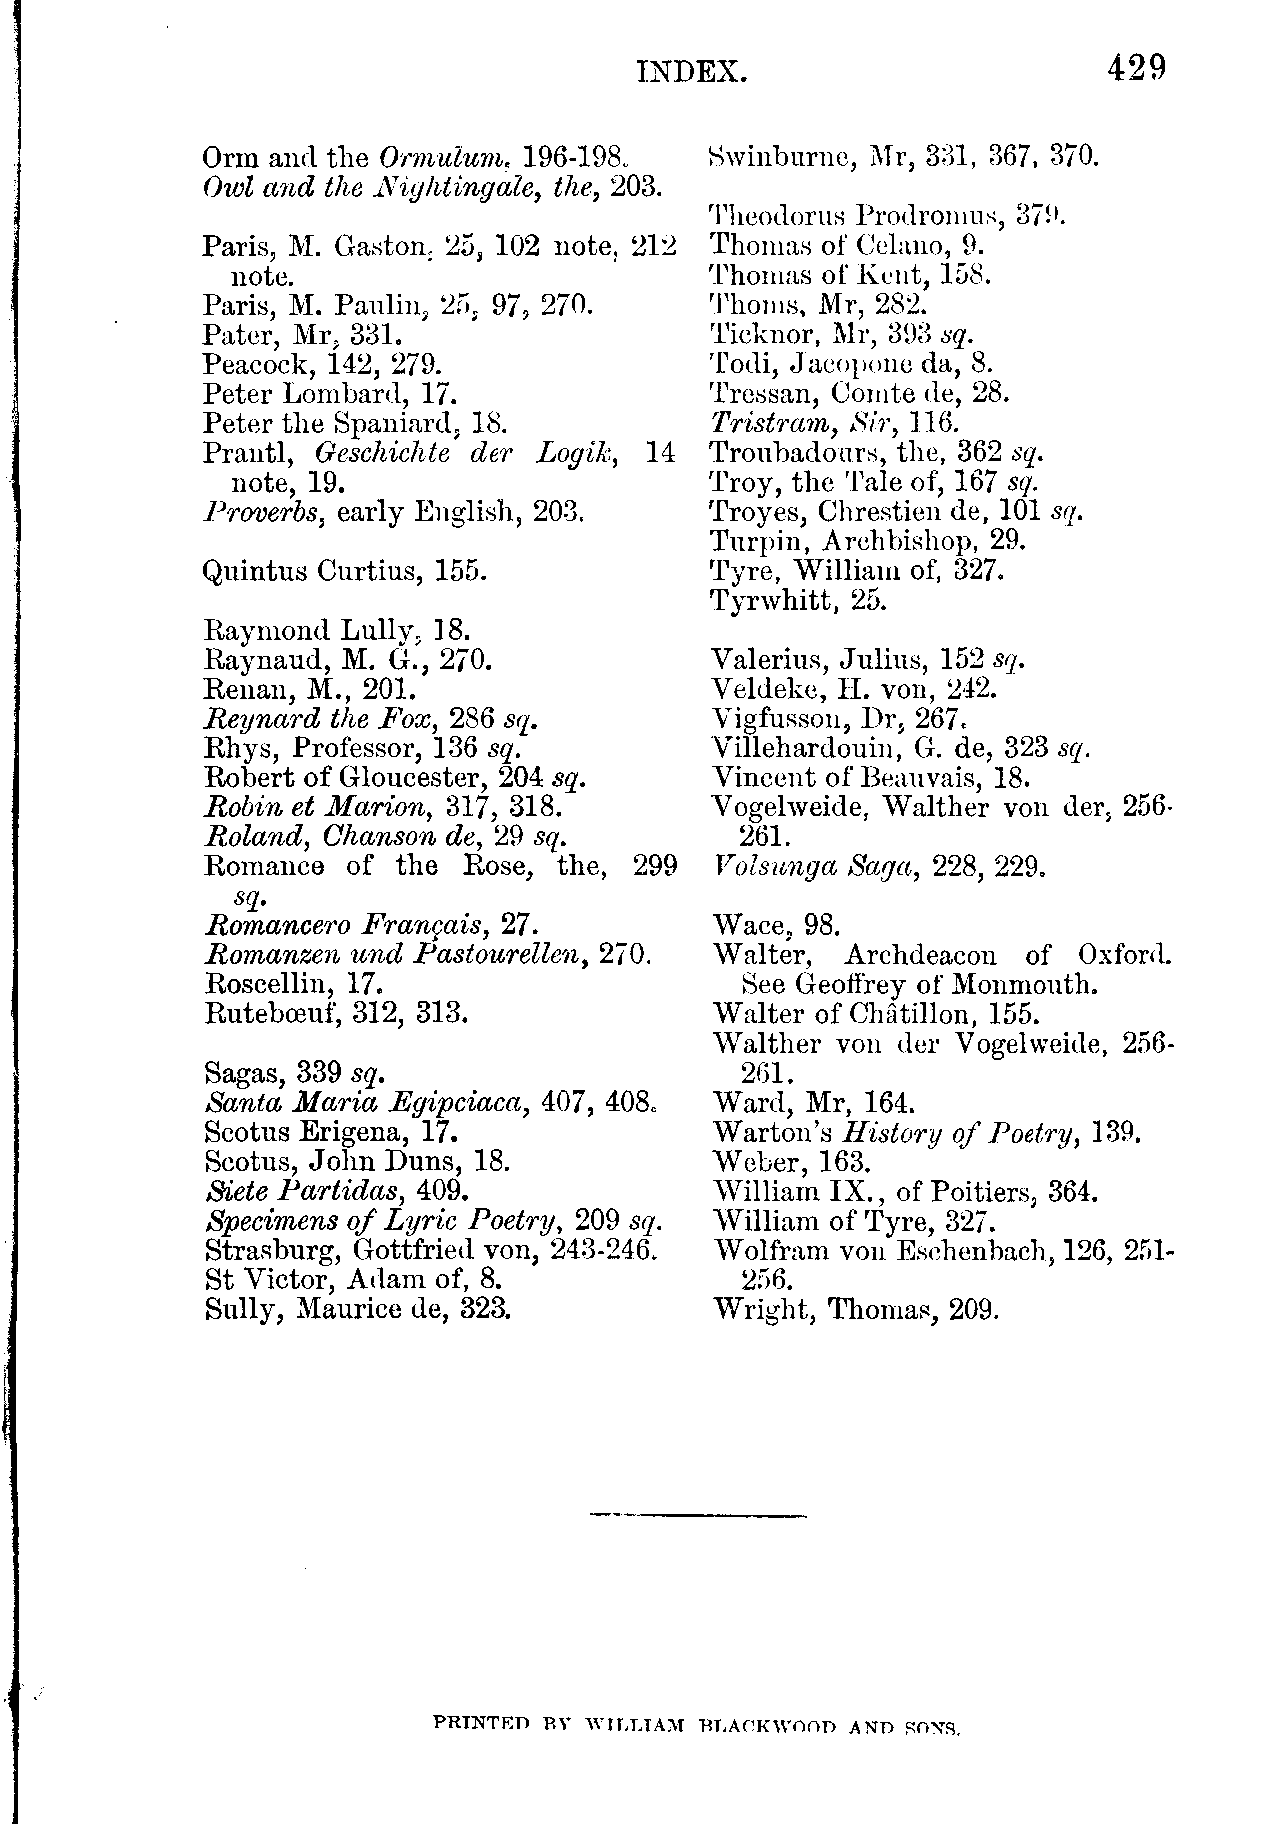 INDEX. 429
Orm and the Ormulum, 196-198.
Owl and the Nightingale, the, 203.
Paris, M. Gaston, 25, 102 note, 212
note.
Paris, M. Paulin, 25, 97, 270.
Pater, Mr, 331.
Peacock, 142, 279.
Peter Lombard, 17.
Peter the Spaniard, 18.
Prantl, Geschichte der Logik, 14
note, 19.
Proverbs, early English, 203.
Quintus Curtius, 155.
Raymond Lully, 18.
Raynaud, M. G., 270.
Renan, M., 201.
Reynard the Fox, 286 sq.
Rhys, Professor, 136 sq.
Robert of Gloucester, 204 sq.
Robin et Marion, 317, 318.
Roland, Chanson de, 29 sq.
Romance of the Rose, the, 299
sq.
Romancero Français, 27.
Romanzen und Pastourellen, 270.
Roscellin, 17.
Rutebœuf, 312, 313.
Sagas, 339 sq.
Santa Maria Egipciaca, 407, 408.
Scotus Erigena, 17.
Scotus, John Duns, 18.
Siete Partidas, 409.
Specimens of Lyric Poetry, 209 sq.
Strasburg, Gottfried von, 243-246.
St Victor, Adam of, 8.
Sully, Maurice de, 323.
Swinburne, Mr, 331, 367, 370.
Theodorus Prodromus, 379.
Thomas of Celano, 9.
Thomas of Kent, 158.
Thoms, Mr, 282.
Ticknor, Mr, 393 sq.
Todi, Jacopone da, 8.
Tressan, Comte de, 28.
Tristram, Sir, 116.
Troubadours, the, 362 sq.
Troy, the Tale of, 167 sq.
Troyes, Chrestien de, 101 sq.
Turpin, Archbishop, 29.
Tyre, William of, 327.
Tyrwhitt, 25.
Valerius, Julius, 152 sq.
Veldeke, H. von, 242.
Vigfusson, Dr, 267.
Villehardouin, G. de, 323 sq.
Vincent of Beauvais, 18.
Vogelweide, Walther von der, 256-
261.
Volsunga Saga, 228, 229.
Wace, 98.
Walter, Archdeacon of Oxford.
See Geoffrey of Monmouth.
Walter of Châtillon, 155.
Walther von der Vogelweide, 256-
261.
Ward, Mr, 164.
Warton's History of Poetry, 139.
Weber, 163.
William IX., of Poitiers, 364.
William of Tyre, 327.
Wolfram von Eschenbach, 126, 251-
256.
Wright, Thomas, 209.
PRINTED BY WILLIAM BLACKWOOD AND SONS.